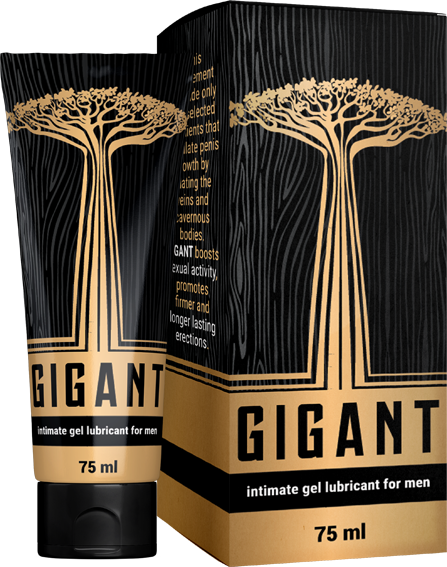 GIGANT
intimate gel lubricant for men
75 ml
only
that
penis
by
the
veins and
bodies.
boosts
activity,
promotes
firmer and
longer lasting
erections.
GIGANT
intimate gel lubricant for men
75 ml